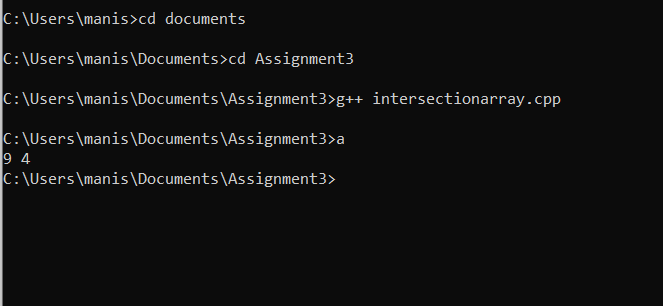 C:\Users\manis>cd documents
C:\Users\manis\Documents>cd Assignment3
C:\Users\manis\Documents\Assignment3>g++ intersectionarray.cpp
C:\Users\manis\Documents\Assignment3>a
9 4
C:\Users\manis\Documents\Assignment3>